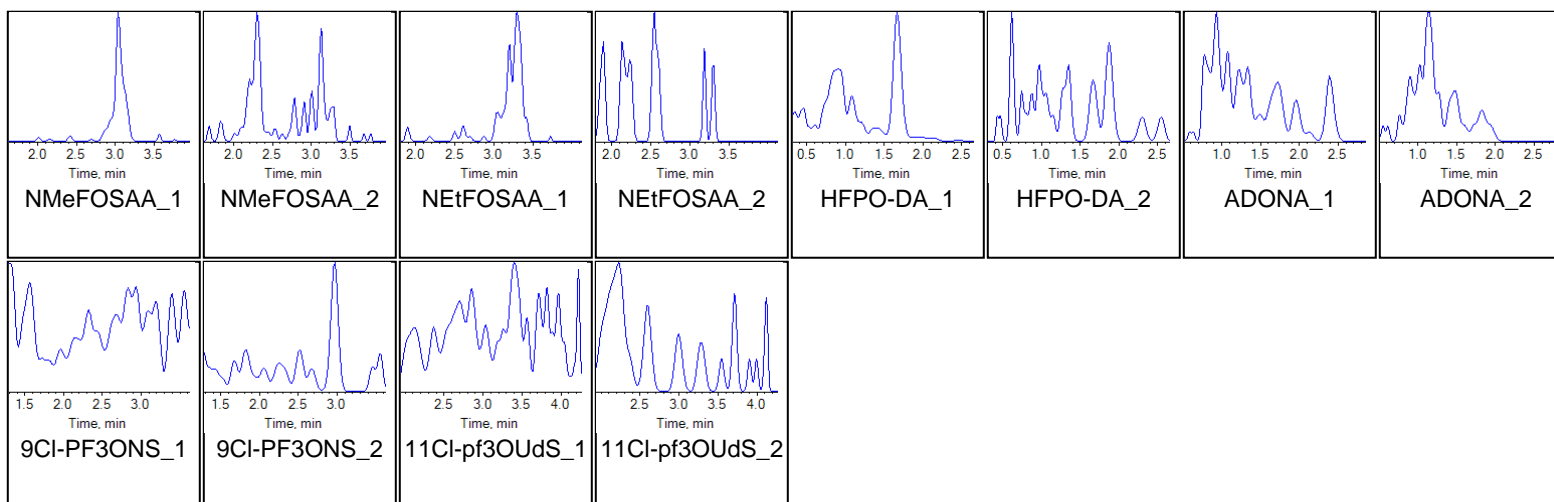 2.0 2.5 3.0 3.5
Time, min
NMeFOSAA_1
2.0 2.5 3.0 3.5
Time, min
NMeFOSAA_2
2.0 2.5 3.0 3.5
Time, min
NEtFOSAA_1
2.0 2.5 3.0 3.5
Time, min
NEtFOSAA_2
0.5 1.0 1.5 2.0 2.5
Time, min
HFPO-DA_1
0.5 1.0 1.5 2.0 2.5
Time, min
HFPO-DA_2
1.0 1.5 2.0 2.5
Time, min
ADONA_1
1.0 1.5 2.0 2.5
Time, min
ADONA_2
1.5 2.0 2.5 3.0
Time, min
9Cl-PF3ONS_1
1.5 2.0 2.5 3.0
Time, min
9Cl-PF3ONS_2
2.5 3.0 3.5 4.0
Time, min
11Cl-pf3OUdS_1
2.5 3.0 3.5 4.0
Time, min
11Cl-pf3OUdS_2